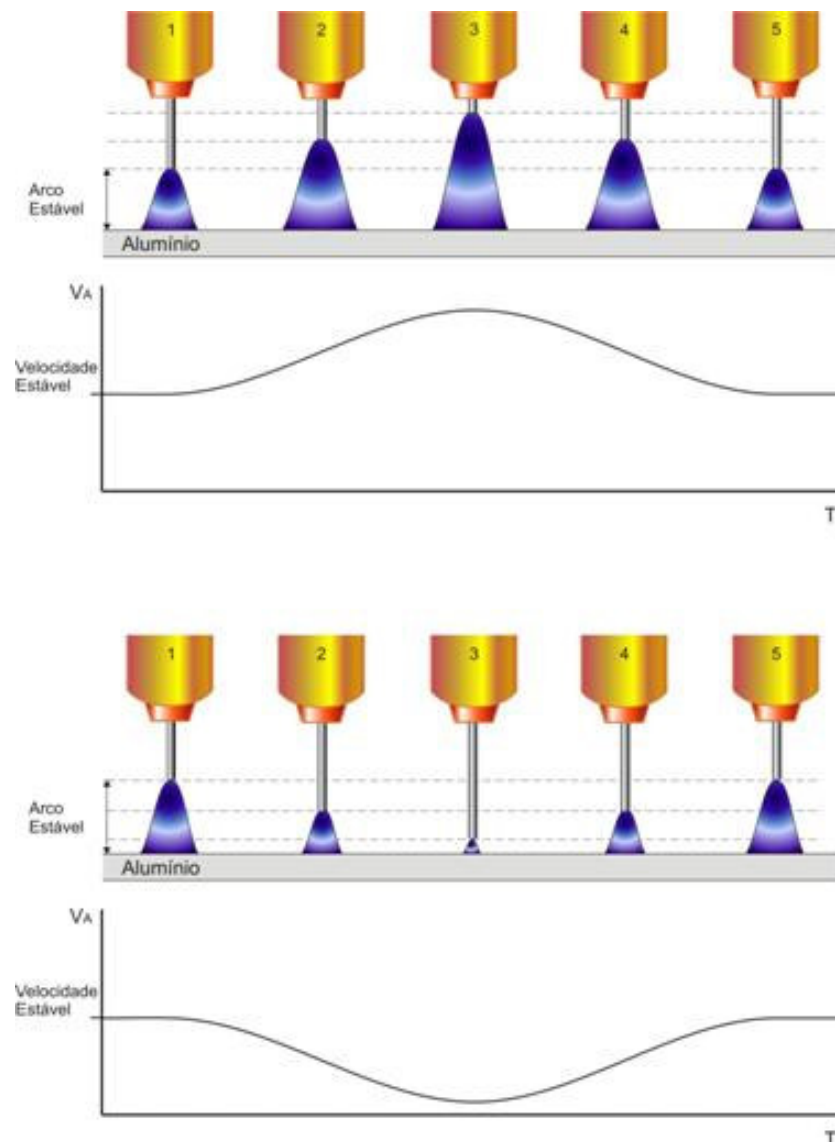 1 2 3 4 5
Arco
Estável
Alumínio
VA
Velocidade
Estável
T
1 2 3 4 5
Arco
Estável
Alumínio
VA
Velocidade
Estável
T